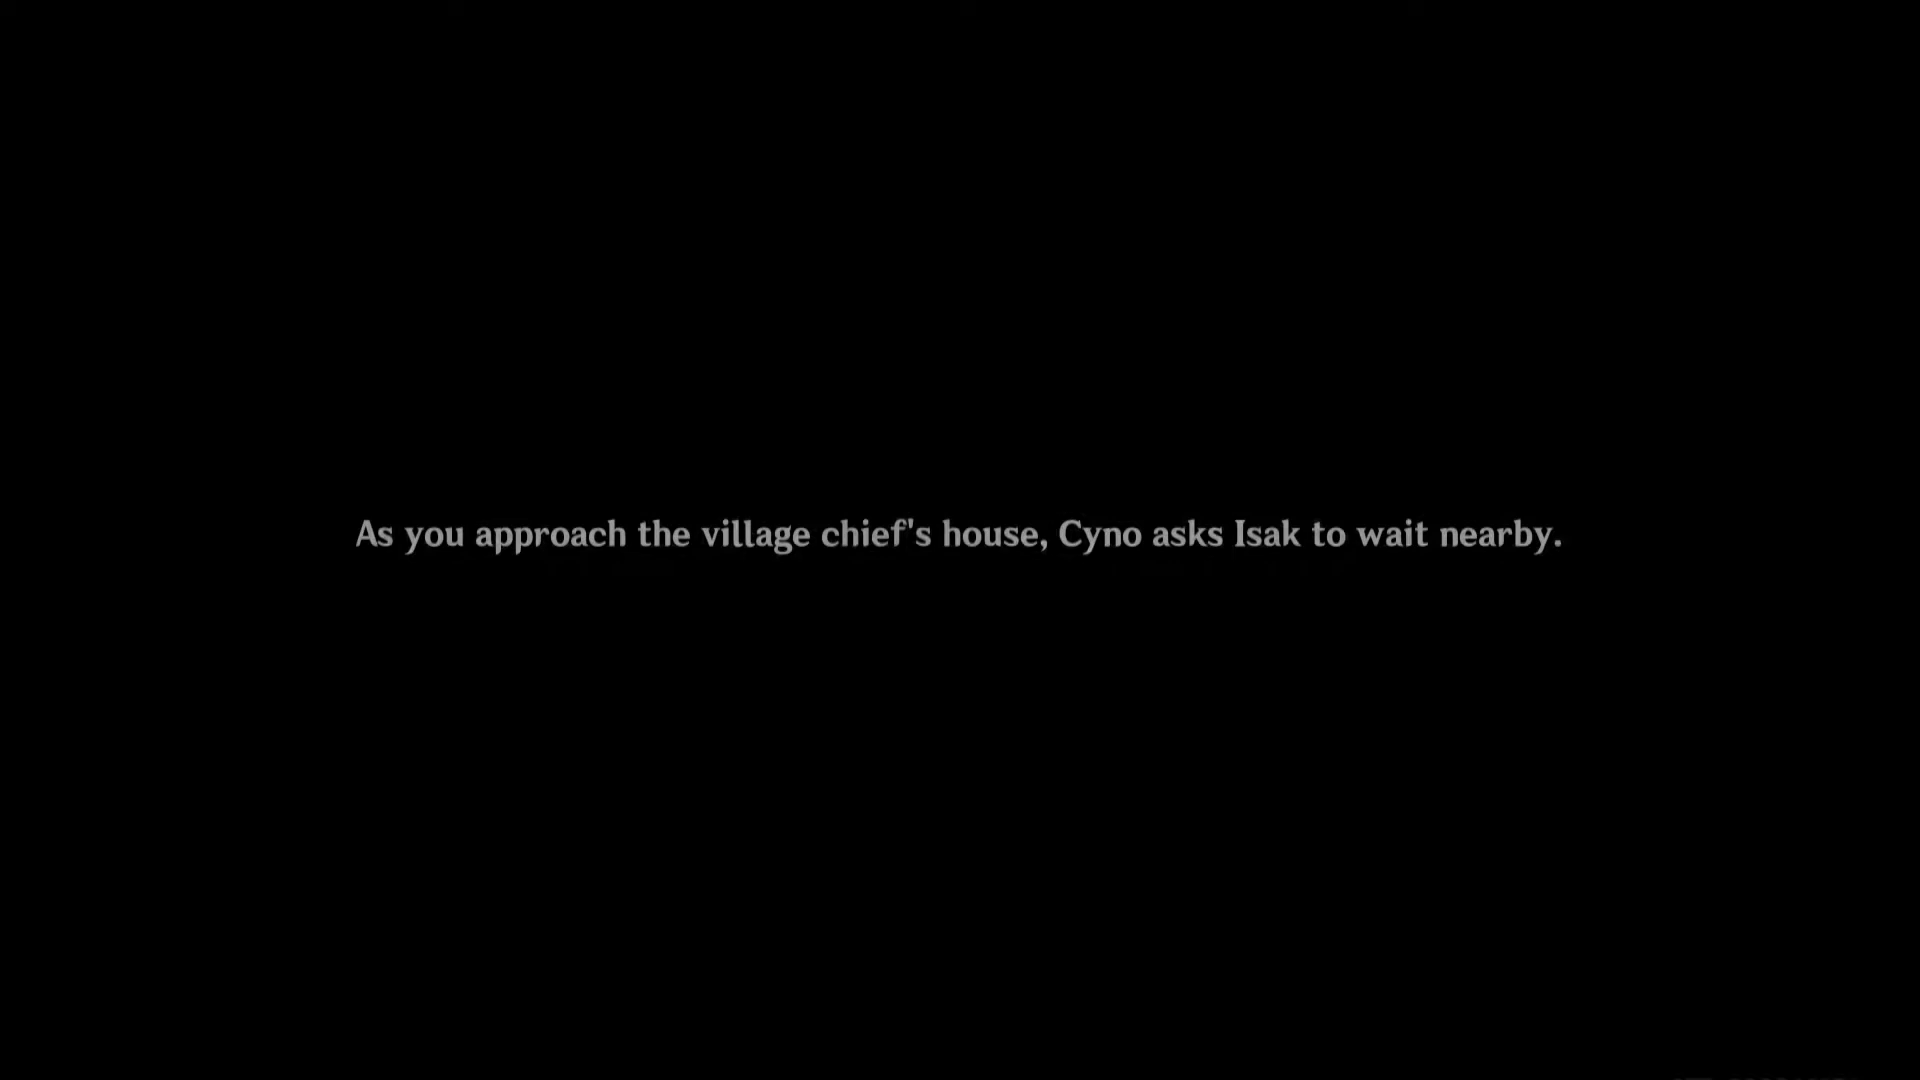 As you approach the village chief's house, Cyno asks Isak to wait nearby.